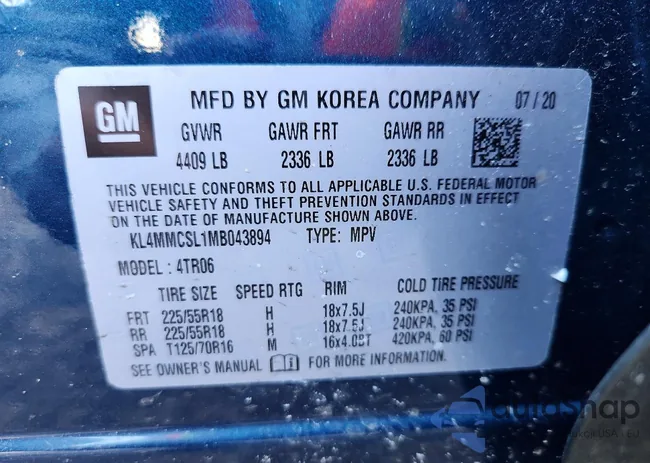 GM
MFD BY GM KOREA COMPANY 07/20
GVWR GAWR FRT GAWR RR
4409 LB 2336 LB 2336 LB
THIS VEHICLE CONFORMS TO ALL APPLICABLE U.S. FEDERAL MOTOR
VEHICLE SAFETY AND THEFT PREVENTION STANDARDS IN EFFECT
ON THE DATE OF MANUFACTURE SHOWN ABOVE.
KL4MMCSL1MB043894 TYPE: MPV
MODEL: 4TR06
TIRE SIZE SPEED RTG RIM COLD TIRE PRESSURE
FRT 225/55R18 H 18x7.5J 240KPA, 35 PSI
RR 225/55R18 H 18x7.5J 240KPA, 35 PSI
SPA T125/70R16 M 16x4.0BT 420KPA, 60 PSI
SEE OWNER'S MANUAL FOR MORE INFORMATION
autoSnap